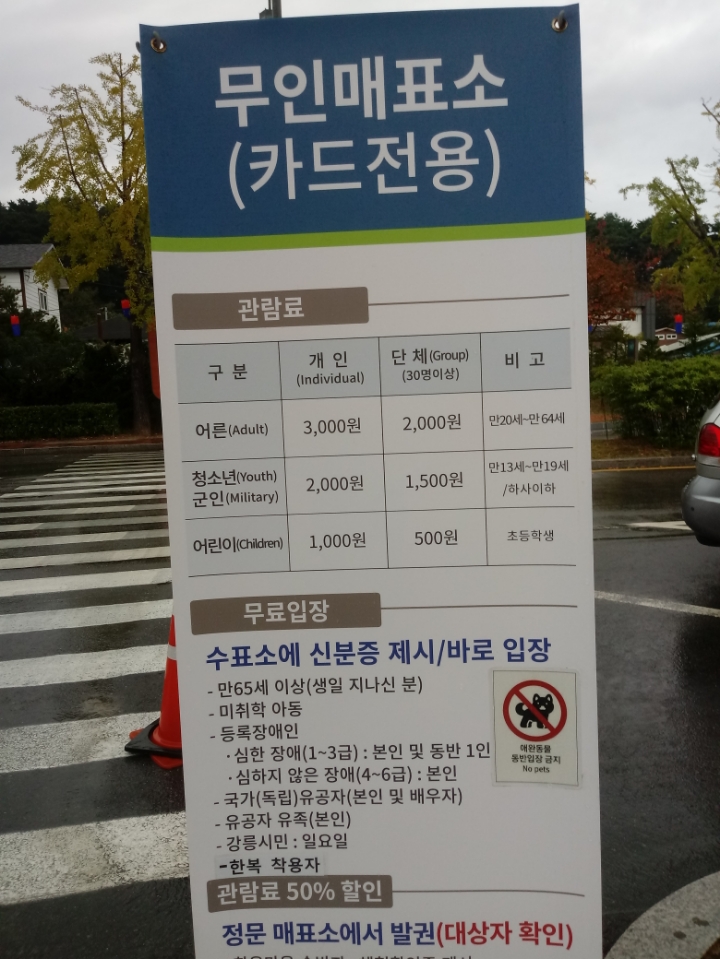 무인매표소
(카드전용)
관람료
구 분 개 인 (Individual) 단 체(Group) (30명이상) 비 고
어른(Adult) 3,000원 2,000원 만20세~만64세
청소년(Youth) 군인(Military) 2,000원 1,500원 만13세~만19세 /하사이하
어린이(Children) 1,000원 500원 초등학생
무료입장
수표소에 신분증 제시/바로 입장
- 만65세 이상(생일 지나신 분)
- 미취학 아동
- 등록장애인
· 심한 장애(1~3급) : 본인 및 동반 1인
· 심하지 않은 장애(4~6급) : 본인
- 국가(독립)유공자(본인 및 배우자)
- 유공자 유족(본인)
- 강릉시민 : 일요일
-한복 착용자
애완동물
동반입장 금지
No pets
관람료 50% 할인
정문 매표소에서 발권(대상자 확인)